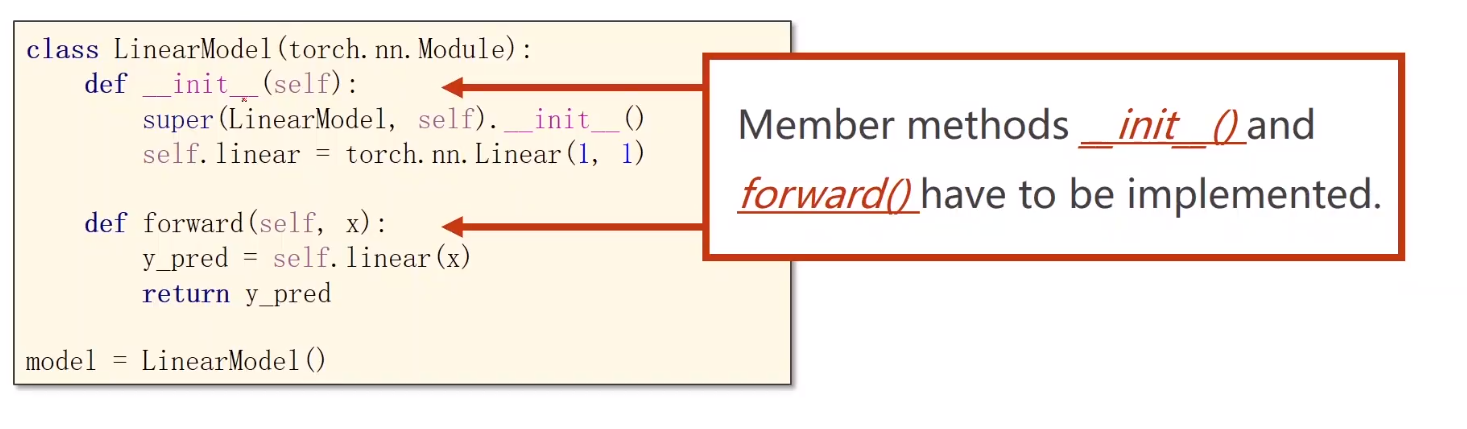 class LinearModel(torch.nn.Module):
    def __init__(self):
        super(LinearModel, self).__init__()
        self.linear = torch.nn.Linear(1, 1)
    def forward(self, x):
        y_pred = self.linear(x)
        return y_pred
model = LinearModel()
Member methods __init__() and
forward() have to be implemented.